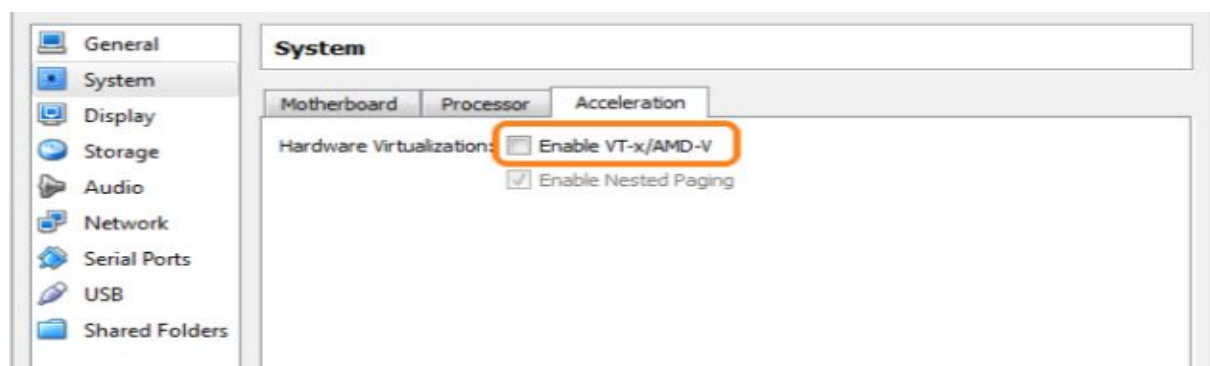 General
System
Display
Storage
Audio
Network
Serial Ports
USB
Shared Folders
System
Motherboard Processor Acceleration
Hardware Virtualization: Enable VT-x/AMD-V
Enable Nested Paging